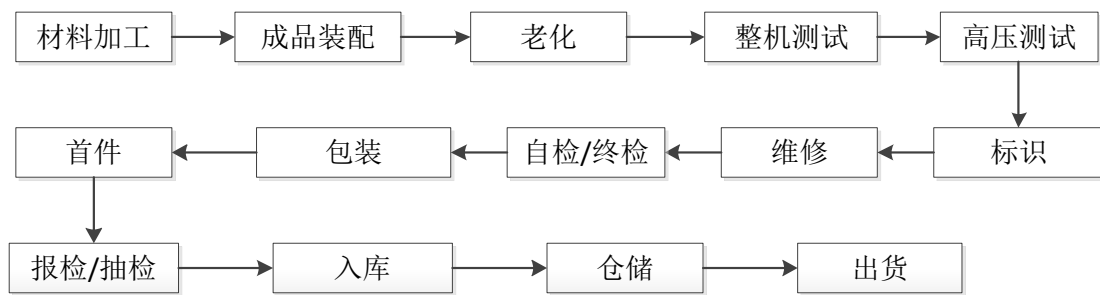 材料加工 成品装配 老化 整机测试 高压测试
首件 包装 自检/终检 维修 标识
报检/抽检 入库 仓储 出货